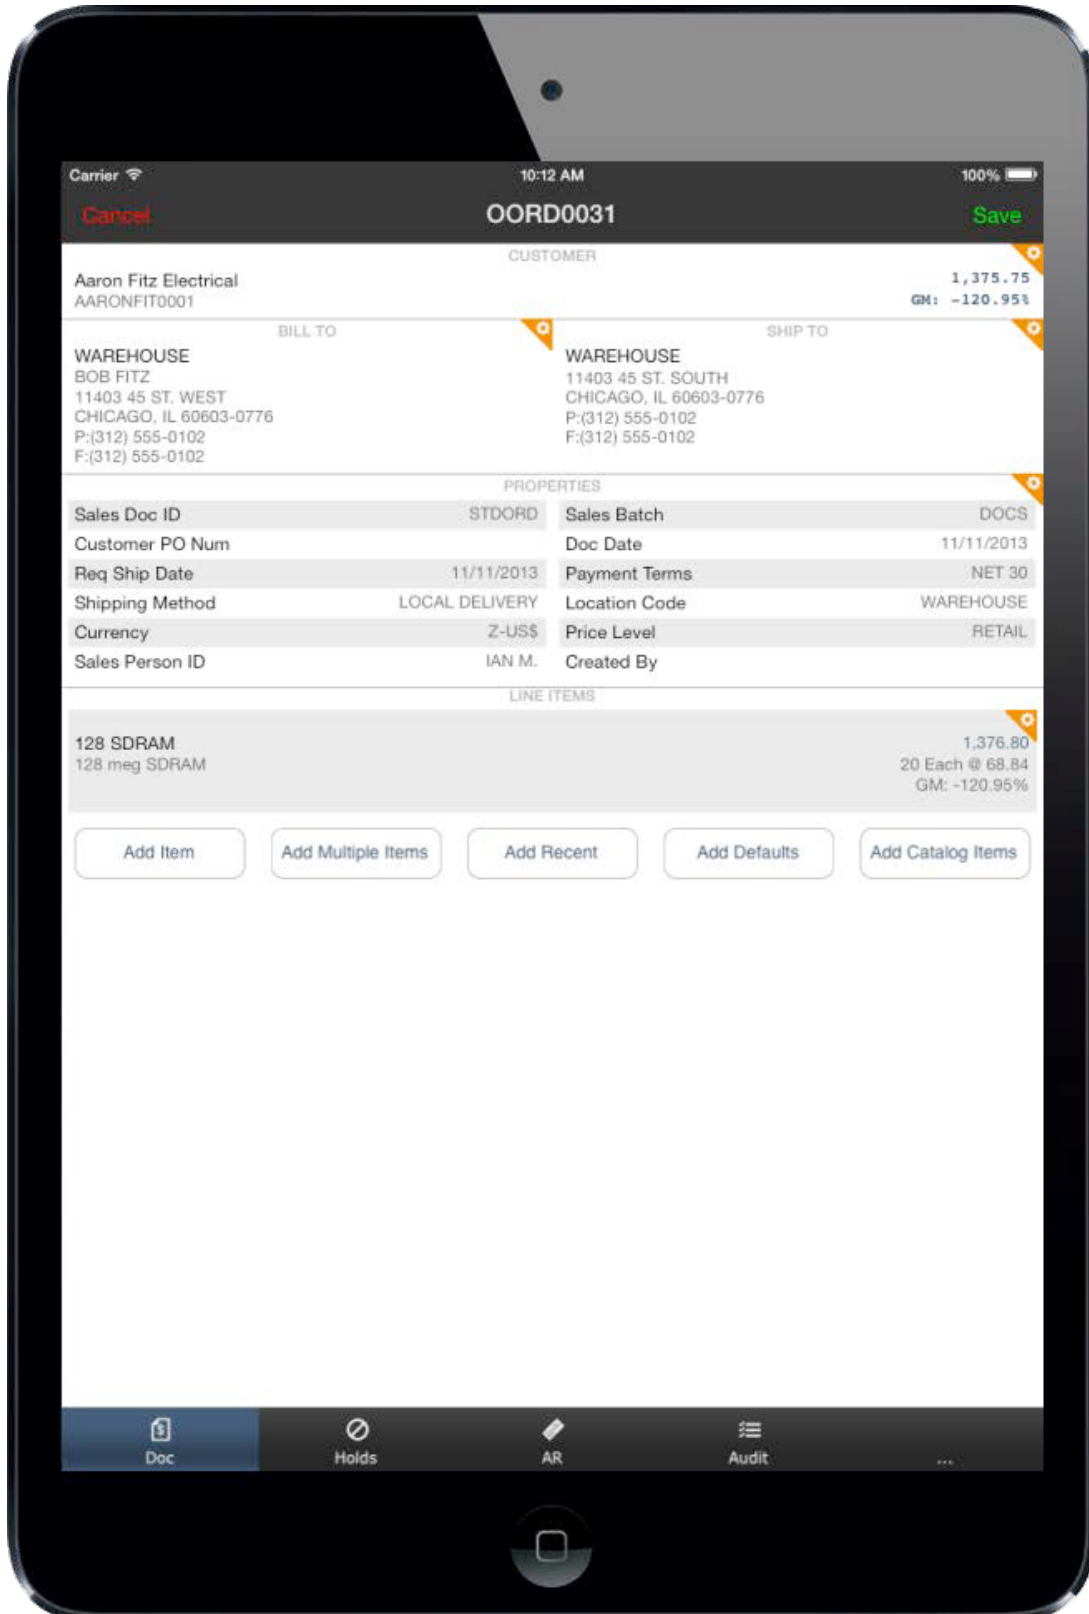 Carrier 10:12 AM 100%
Cancel OORD0031 Save
CUSTOMER
Aaron Fitz Electrical 1,375.75
AARONFIT0001 GM: -120.95%
BILL TO
WAREHOUSE
BOB FITZ
11403 45 ST. WEST
CHICAGO, IL 60603-0776
P:(312) 555-0102
F:(312) 555-0102
SHIP TO
WAREHOUSE
11403 45 ST. SOUTH
CHICAGO, IL 60603-0776
P:(312) 555-0102
F:(312) 555-0102
PROPERTIES
Sales Doc ID STDORD Sales Batch DOCS
Customer PO Num Doc Date 11/11/2013
Req Ship Date 11/11/2013 Payment Terms NET 30
Shipping Method LOCAL DELIVERY Location Code WAREHOUSE
Currency Z-US$ Price Level RETAIL
Sales Person ID IAN M. Created By
LINE ITEMS
128 SDRAM 1,376.80
128 meg SDRAM 20 Each @ 68.84
GM: -120.95%
Add Item Add Multiple Items Add Recent Add Defaults Add Catalog Items
Doc Holds AR Audit ...